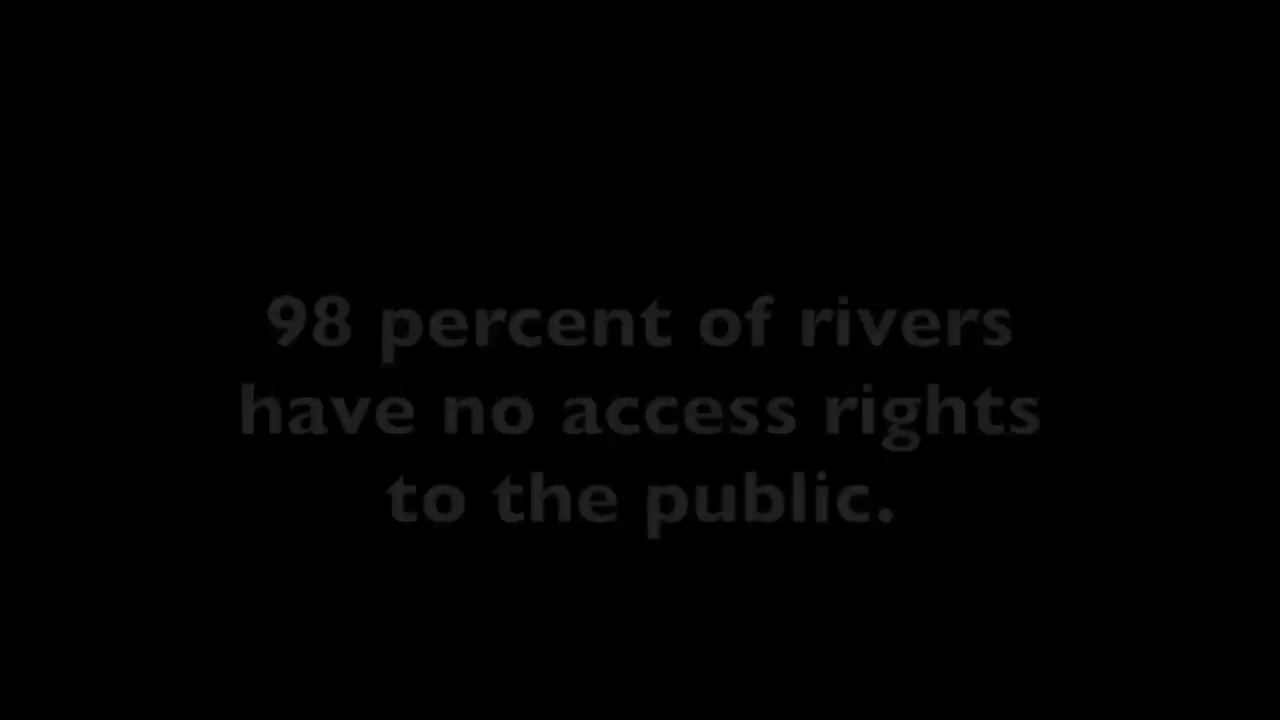 98 percent of rivers
have no access rights
to the public.